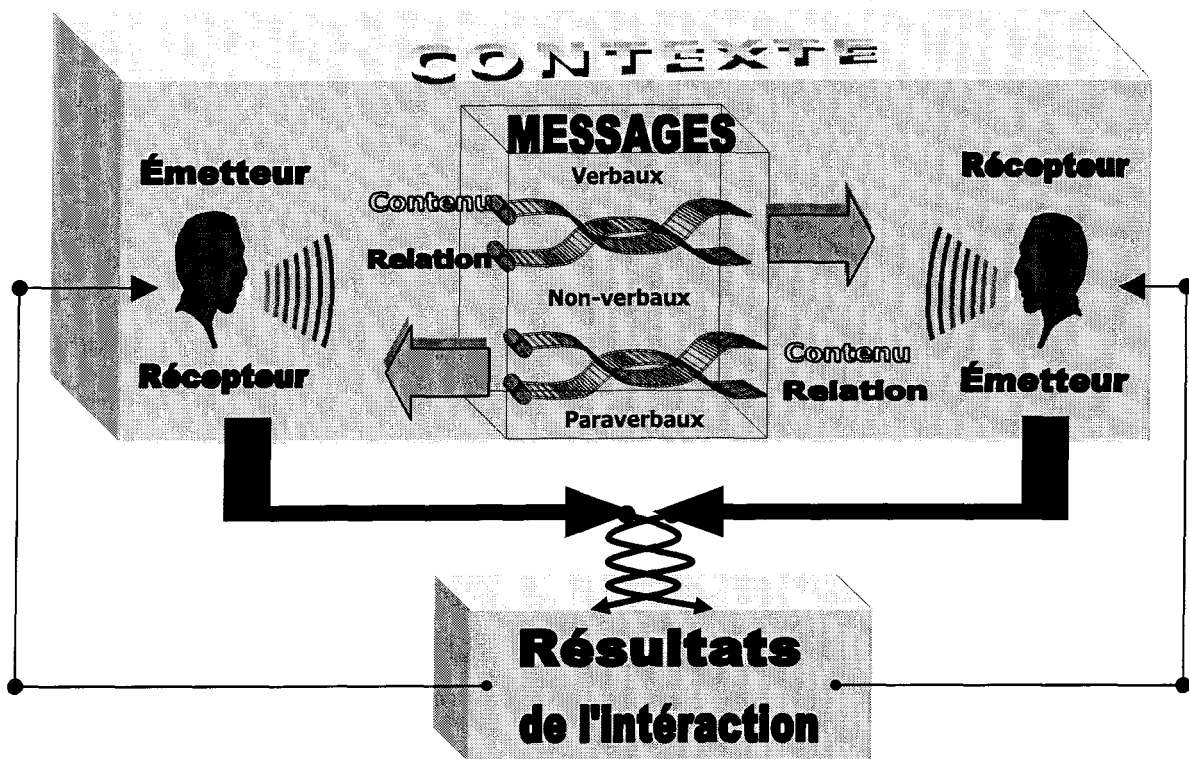 CONTEXTE
MESSAGES
Émetteur
Récepteur
Verbaux
Contenu
Relation
Non-verbaux
Contenu
Récepteur
Relation
Émetteur
Paraverbaux
Résultats
de l'intéraction